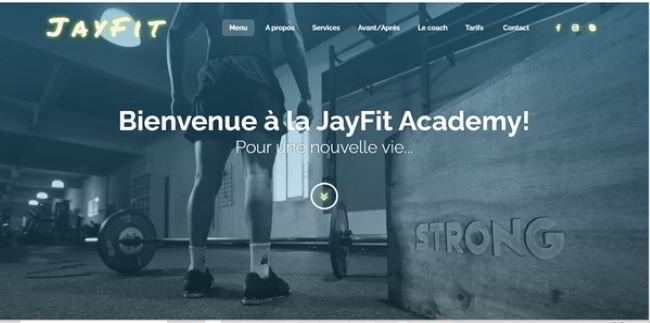 JayFit
Menu A propos Services Avant/Après Le coach Tarifs Contact
Bienvenue à la JayFit Academy!
Pour une nouvelle vie...
STRONG